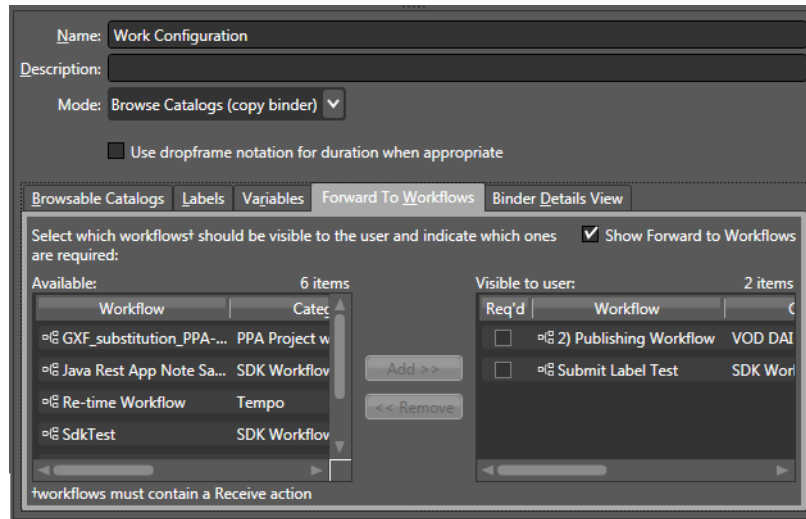 Name: Work Configuration
Description:
Mode: Browse Catalogs (copy binder)
Use dropframe notation for duration when appropriate
Browsable Catalogs Labels Variables Forward To Workflows Binder Details View
Select which workflows† should be visible to the user and indicate which ones are required:
Show Forward to Workflows
Available: 6 items
Workflow Categ
GXF_substitution_PPA-... PPA Project w
Java Rest App Note Sa... SDK Workflow
Re-time Workflow Tempo
SdkTest SDK Workflow
Add >>
<< Remove
Visible to user: 2 items
Req'd Workflow C
2) Publishing Workflow VOD DAI
Submit Label Test SDK Worl
†workflows must contain a Receive action